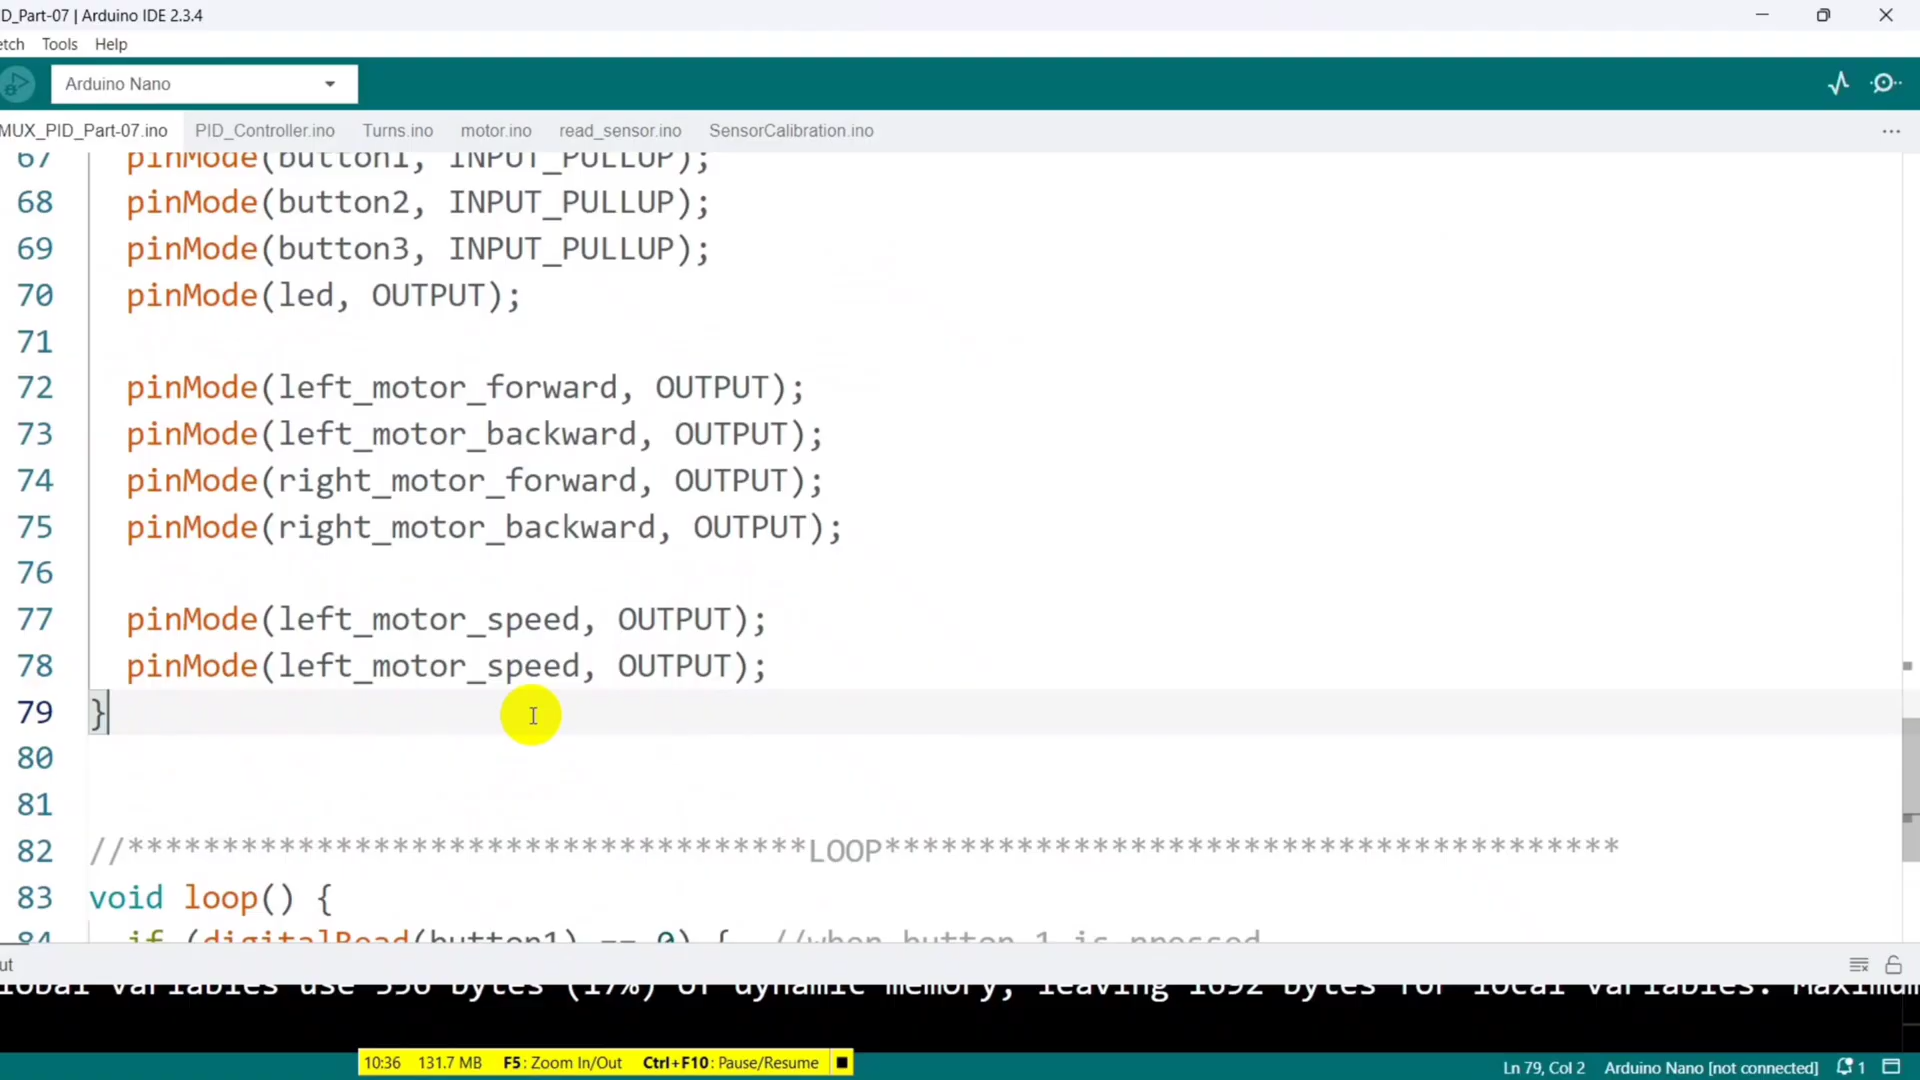 D_Part-07 | Arduino IDE 2.3.4
etch Tools Help
Arduino Nano
MUX_PID_Part-07.ino PID_Controller.ino Turns.ino motor.ino read_sensor.ino SensorCalibration.ino ...
67 pinMode(button1, INPUT_PULLUP);
68 pinMode(button2, INPUT_PULLUP);
69 pinMode(button3, INPUT_PULLUP);
70 pinMode(led, OUTPUT);
71
72 pinMode(left_motor_forward, OUTPUT);
73 pinMode(left_motor_backward, OUTPUT);
74 pinMode(right_motor_forward, OUTPUT);
75 pinMode(right_motor_backward, OUTPUT);
76
77 pinMode(left_motor_speed, OUTPUT);
78 pinMode(left_motor_speed, OUTPUT);
79 }
80
81
82 //************************************LOOP***************************************
83 void loop() {
84 if (digitalRead(button1) == 0) { //when button 1 is pressed
ut
lobal variables use 356 bytes (17%) of dynamic memory, leaving 1692 bytes for local variables. Maximum
10:36 131.7 MB F5: Zoom In/Out Ctrl+F10: Pause/Resume
Ln 79, Col 2 Arduino Nano [not connected] 1